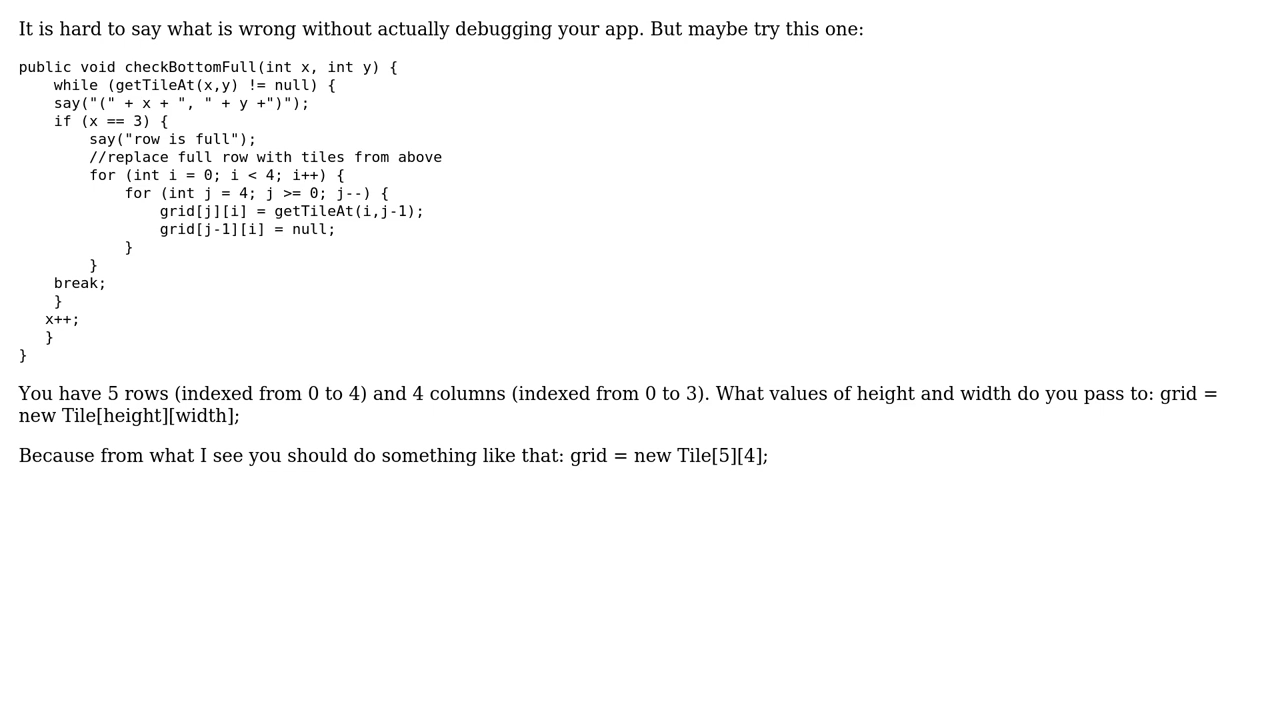 It is hard to say what is wrong without actually debugging your app. But maybe try this one:
public void checkBottomFull(int x, int y) {
    while (getTileAt(x,y) != null) {
    say("(" + x + ", " + y +")");
    if (x == 3) {
        say("row is full");
        //replace full row with tiles from above
        for (int i = 0; i < 4; i++) {
            for (int j = 4; j >= 0; j--) {
                grid[j][i] = getTileAt(i,j-1);
                grid[j-1][i] = null;
            }
        }
    break;
    }
   x++;
   }
}
You have 5 rows (indexed from 0 to 4) and 4 columns (indexed from 0 to 3). What values of height and width do you pass to: grid =
new Tile[height][width];
Because from what I see you should do something like that: grid = new Tile[5][4];